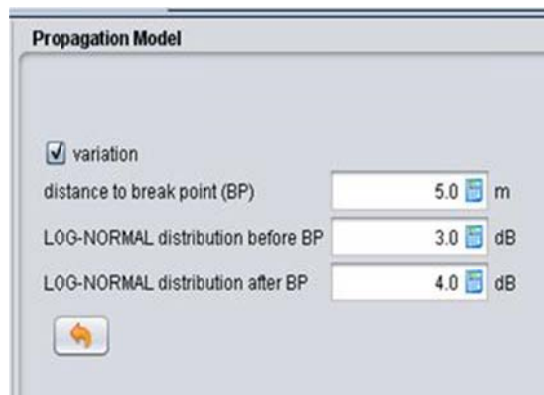 Propagation Model
variation
distance to break point (BP) 5.0 m
LOG-NORMAL distribution before BP 3.0 dB
LOG-NORMAL distribution after BP 4.0 dB